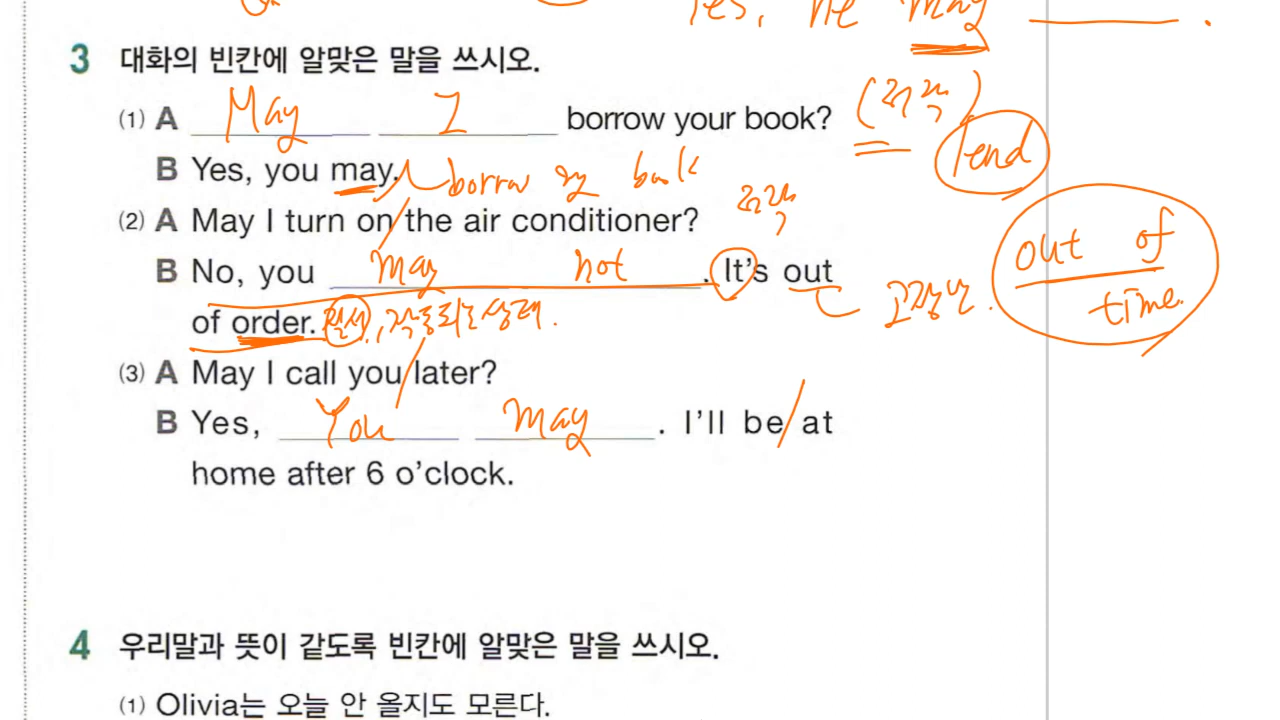 Yes, he may ______.
3 대화의 빈칸에 알맞은 말을 쓰시오.
(1) A May I borrow your book?
lend
B Yes, you may. borrow my book
(2) A May I turn on the air conditioner?
B No, you may not. It's out
out of time.
of order. 질서, 작동되는 상태.
고장난.
(3) A May I call you later?
B Yes, You may. I'll be at
home after 6 o'clock.
4 우리말과 뜻이 같도록 빈칸에 알맞은 말을 쓰시오.
(1) Olivia는 오늘 안 올지도 모른다.